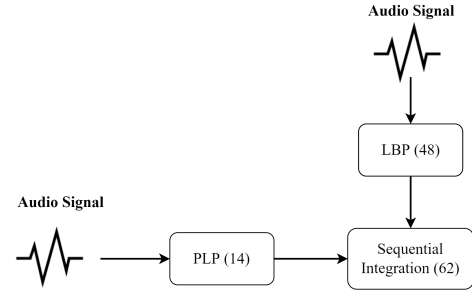 Audio Signal
LBP (48)
Audio Signal
PLP (14)
Sequential
Integration (62)